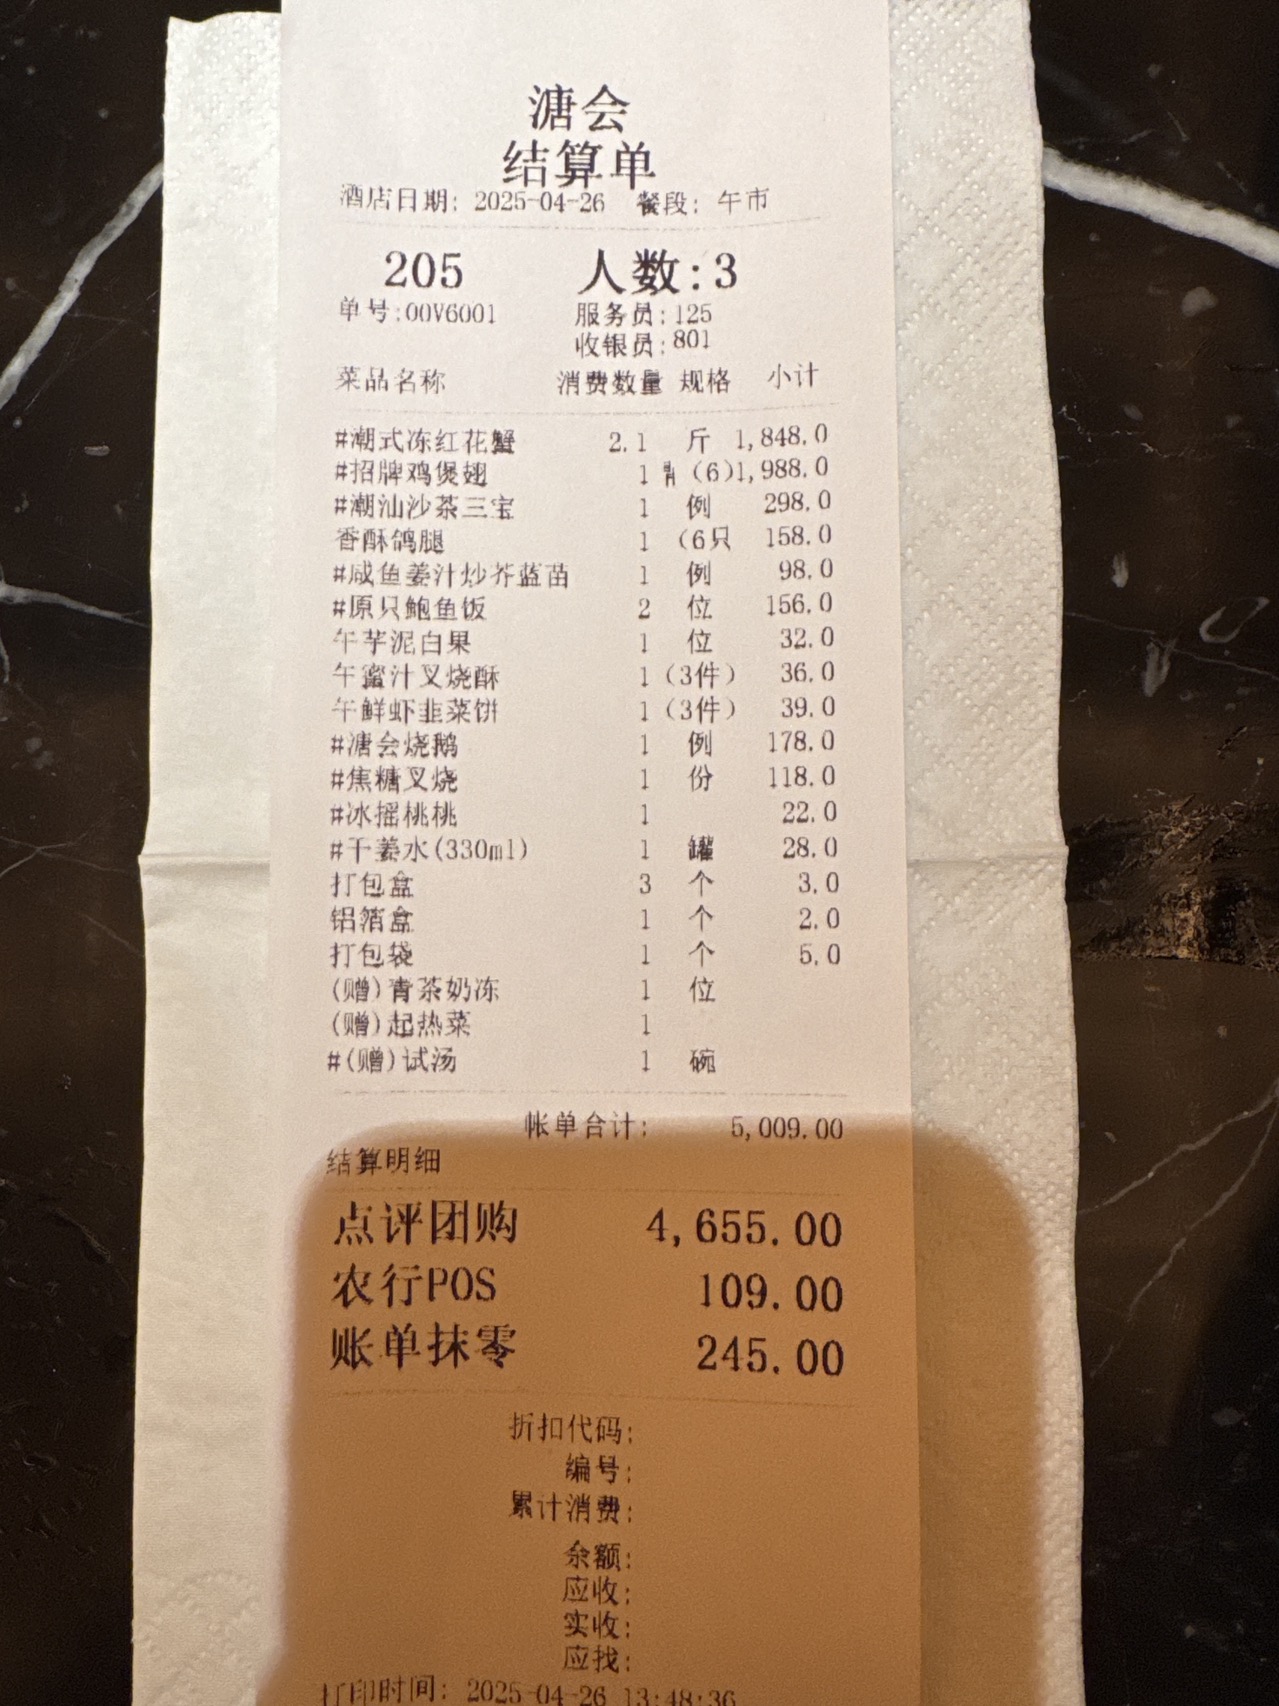 溏会
结算单
酒店日期: 2025-04-26 餐段: 午市
205 人数:3
单号:00V6001 服务员:125
收银员:801
菜品名称 消费数量 规格 小计
#潮式冻红花蟹 2.1 斤 1,848.0
#招牌鸡煲翅 1 (6)1,988.0
#潮汕沙茶三宝 1 例 298.0
香酥鸽腿 1 (6只 158.0
#咸鱼姜汁炒芥蓝苗 1 例 98.0
#原只鲍鱼饭 2 位 156.0
午芋泥白果 1 位 32.0
午蜜汁叉烧酥 1 (3件) 36.0
午鲜虾韭菜饼 1 (3件) 39.0
#溏会烧鹅 1 例 178.0
#焦糖叉烧 1 份 118.0
#冰摇桃桃 1 22.0
#干姜水(330ml) 1 罐 28.0
打包盒 3 个 3.0
铝箔盒 1 个 2.0
打包袋 1 个 5.0
(赠)青茶奶冻 1 位
(赠)起热菜 1
#(赠)试汤 1 碗
帐单合计: 5,009.00
结算明细
点评团购 4,655.00
农行POS 109.00
账单抹零 245.00
折扣代码:
编号:
累计消费:
余额:
应收:
实收:
应找:
打印时间: 2025-04-26 13:48:36